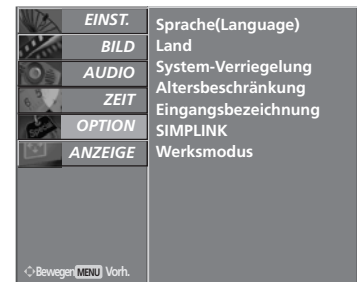 EINST.
BILD
AUDIO
ZEIT
OPTION
ANZEIGE
Sprache(Language)
Land
System-Verriegelung
Altersbeschränkung
Eingangsbezeichnung
SIMPLINK
Werksmodus
Bewegen MENU Vorh.